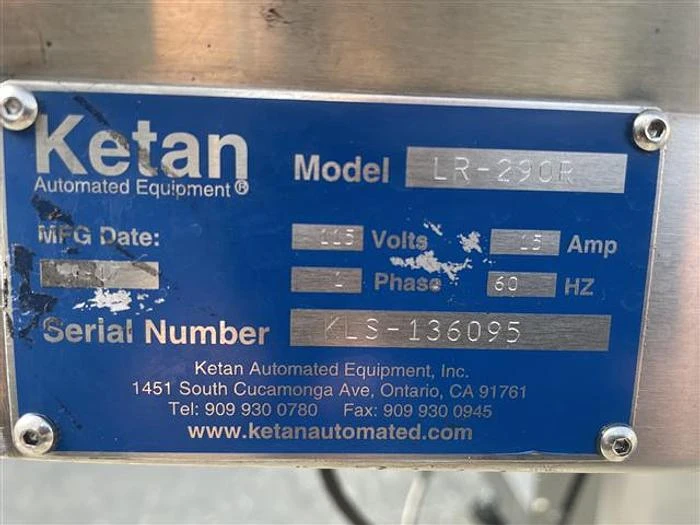 Ketan
Automated Equipment®
Model LR-290R
MFG Date:
115 Volts 15 Amp
1 Phase 60 HZ
Serial Number KLS-136095
Ketan Automated Equipment, Inc.
1451 South Cucamonga Ave, Ontario, CA 91761
Tel: 909 930 0780 Fax: 909 930 0945
www.ketanautomated.com